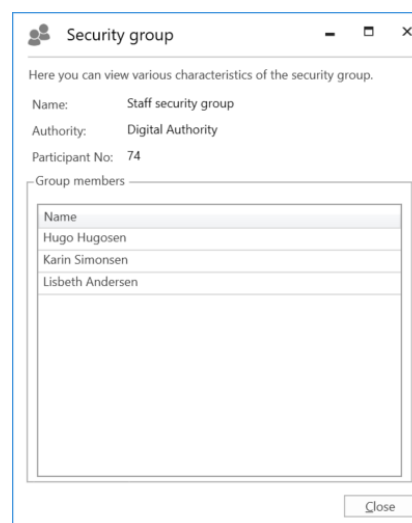 Security group
Here you can view various characteristics of the security group.
Name: Staff security group
Authority: Digital Authority
Participant No: 74
Group members
Name
Hugo Hugosen
Karin Simonsen
Lisbeth Andersen
Close